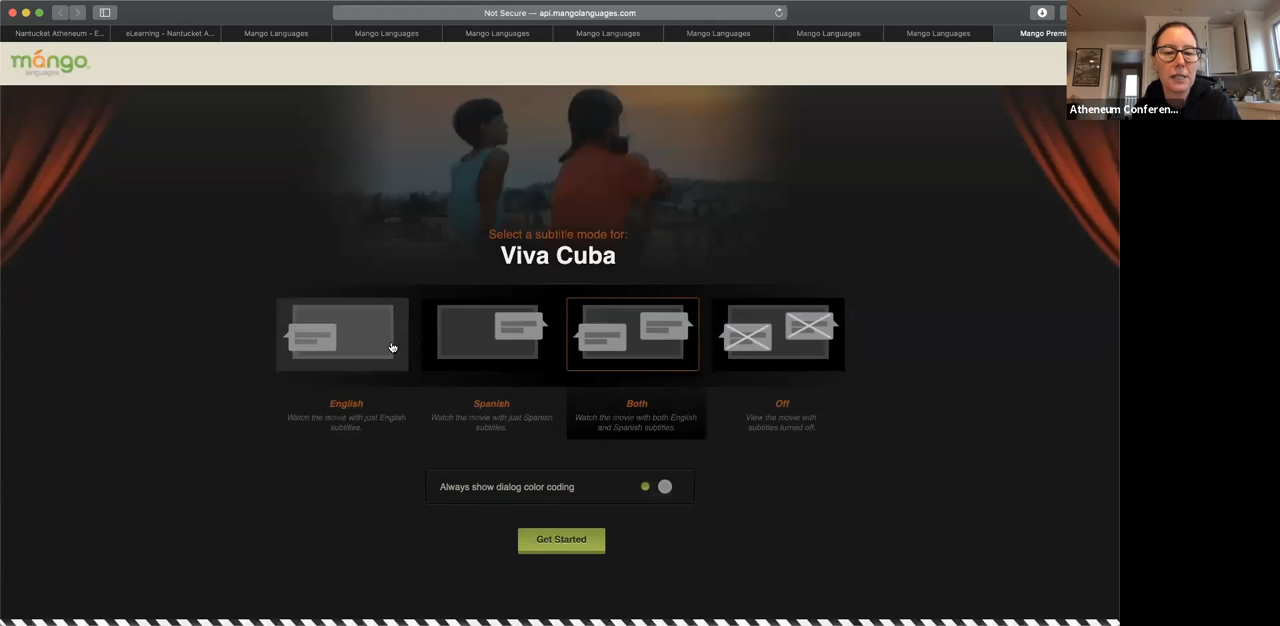 Not Secure — api.mangolanguages.com
Nantucket Atheneum - E...
eLearning - Nantucket A...
Mango Languages
Mango Languages
Mango Languages
Mango Languages
Mango Languages
Mango Languages
Mango Languages
Mango Premi
mango
languages
Atheneum Conferen...
Select a subtitle mode for:
Viva Cuba
English
Watch the movie with just English
subtitles.
Spanish
Watch the movie with just Spanish
subtitles.
Both
Watch the movie with both English
and Spanish subtitles.
Off
View the movie with
subtitles turned off.
Always show dialog color coding
Get Started